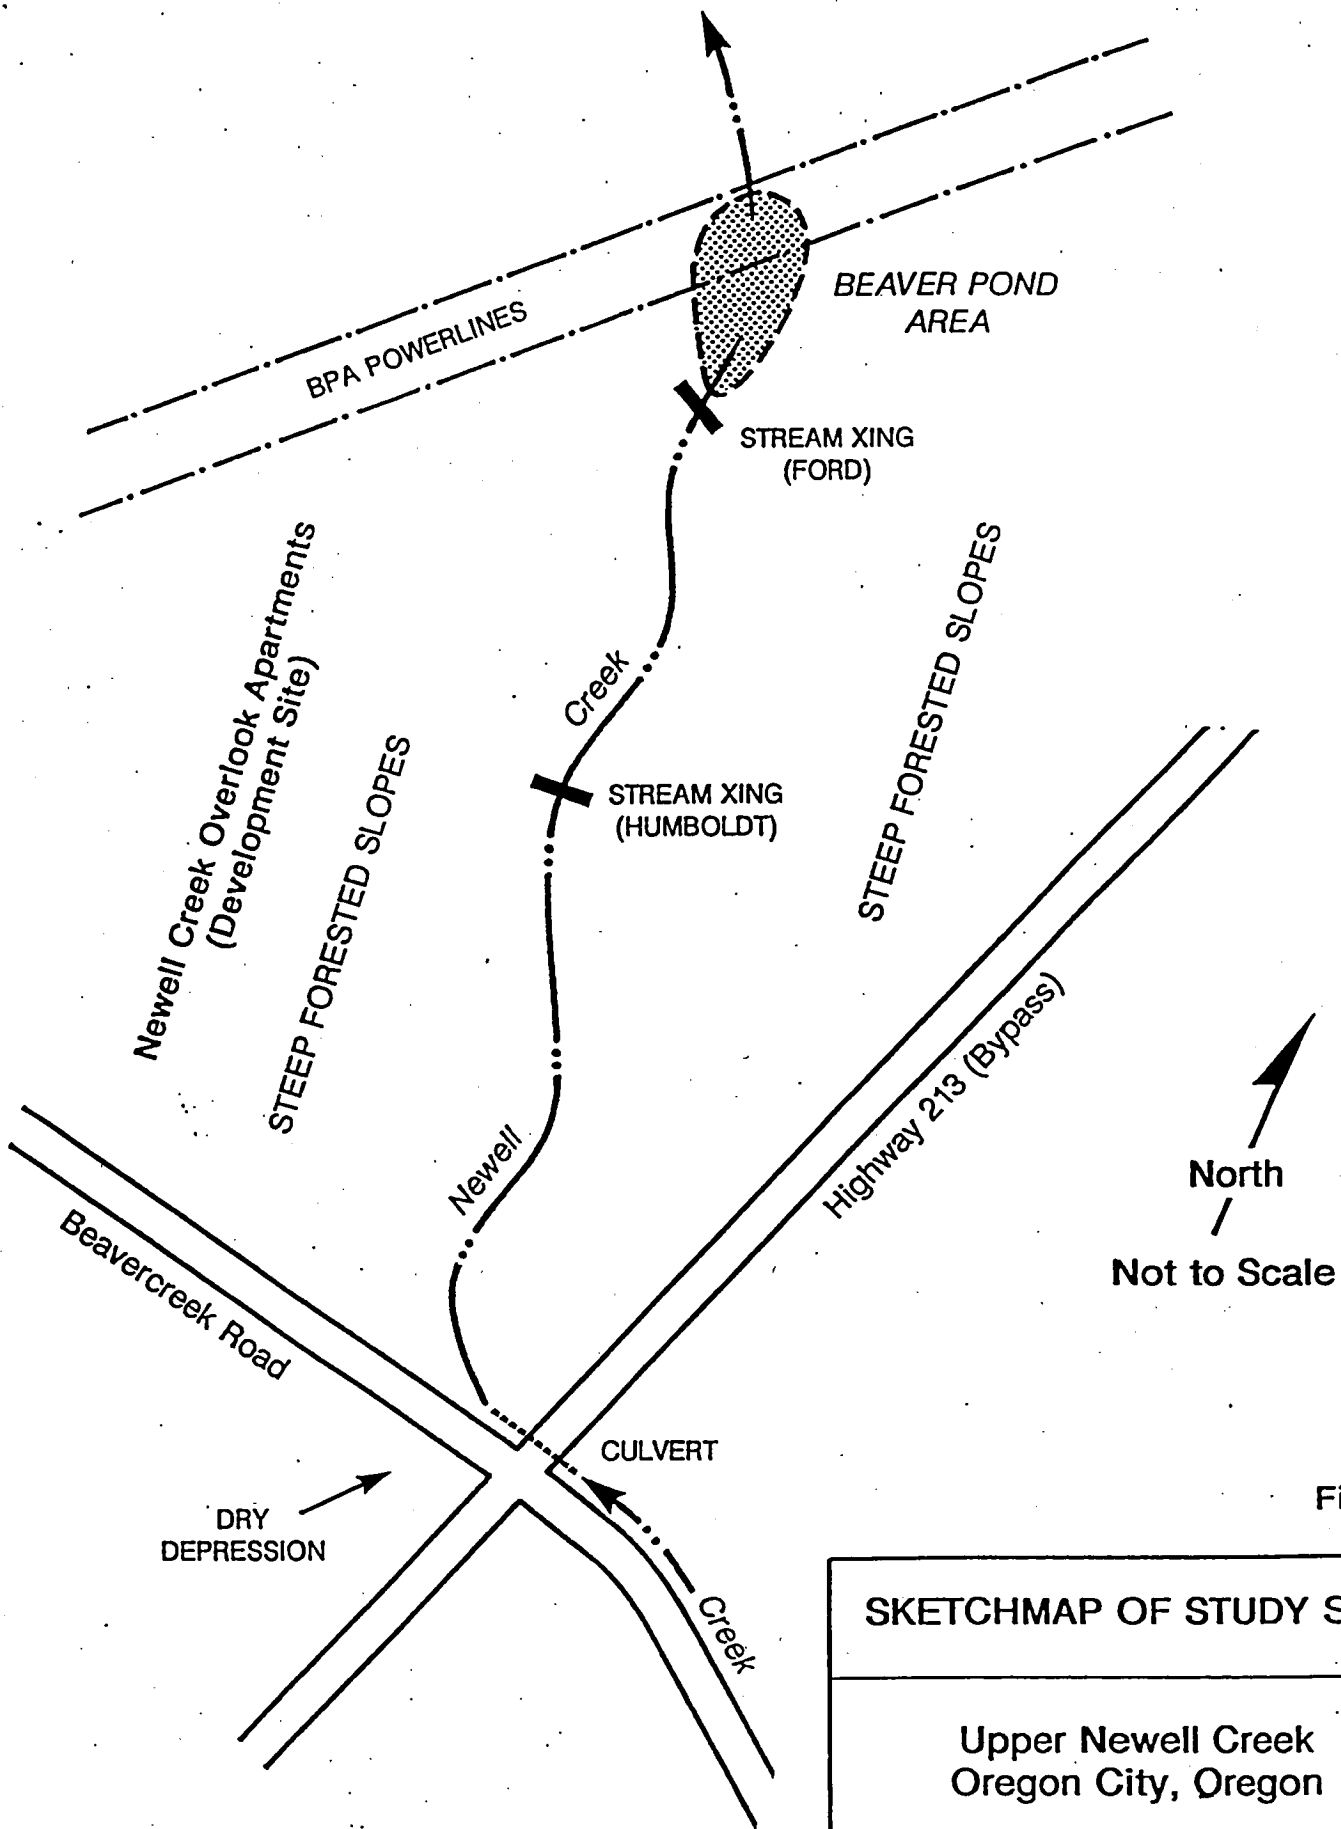 BPA POWERLINES
BEAVER POND
AREA
STREAM XING
(FORD)
Newell Creek Overlook Apartments
(Development Site)
STEEP FORESTED SLOPES
STEEP FORESTED SLOPES
Creek
STREAM XING
(HUMBOLDT)
Newell
Highway 213 (Bypass)
North
Not to Scale
Beavercreek Road
CULVERT
DRY
DEPRESSION
Creek
Fi
SKETCHMAP OF STUDY S
Upper Newell Creek
Oregon City, Oregon